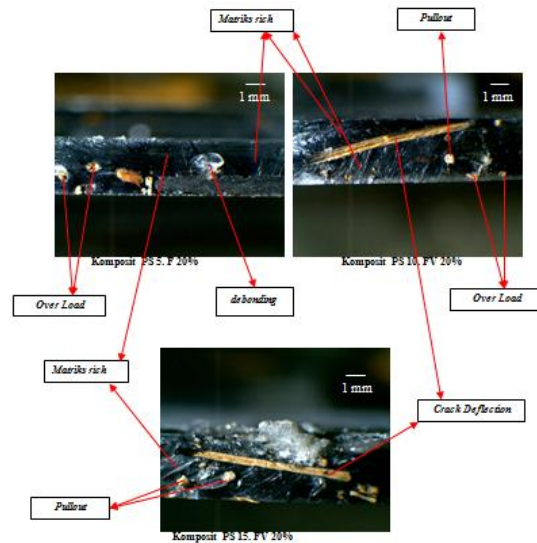 Matriks rich
Pullout
1 mm
1 mm
Komposit PS 5. F 20%
Komposit PS 10. FV 20%
Over Load
debonding
Over Load
Matriks rich
1 mm
Crack Deflection
Pullout
Komposit PS 15. FV 20%